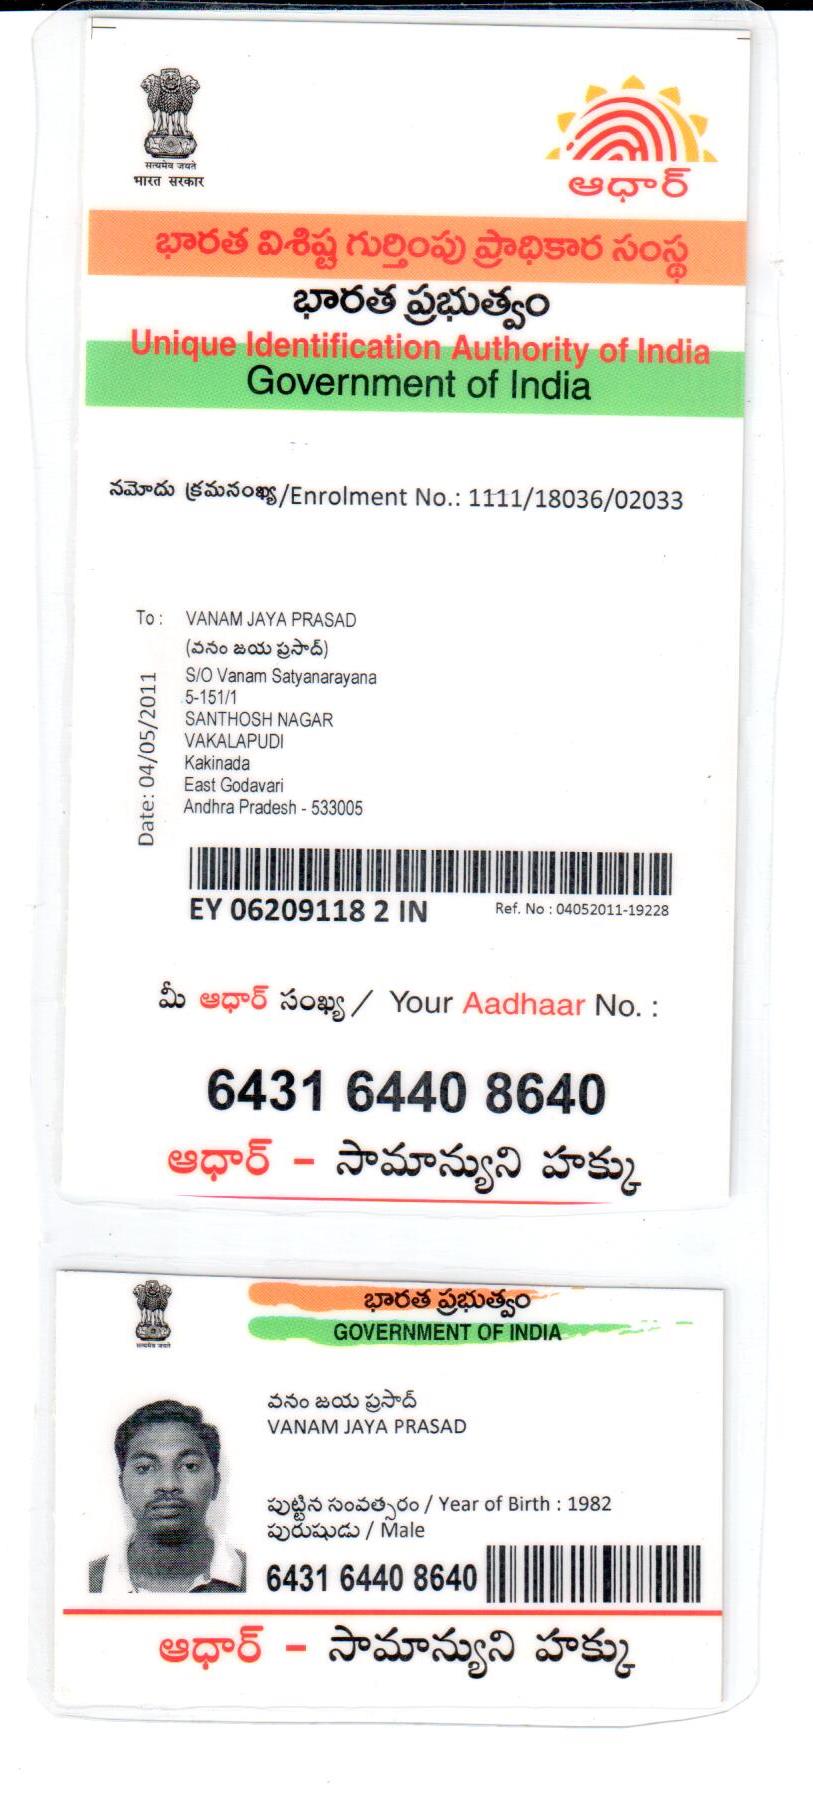 सत्यमेव जयते
भारत सरकार
ఆధార్
భారత విశిష్ట గుర్తింపు ప్రాధికార సంస్థ
భారత ప్రభుత్వం
Unique Identification Authority of India
Government of India
నమోదు క్రమనంఖ్య/Enrolment No.: 1111/18036/02033
To : VANAM JAYA PRASAD
(వనం జయ ప్రసాద్)
S/O Vanam Satyanarayana
5-151/1
SANTHOSH NAGAR
VAKALAPUDI
Kakinada
East Godavari
Andhra Pradesh - 533005
Date: 04/05/2011
EY 06209118 2 IN
Ref. No : 04052011-19228
మీ ఆధార్ సంఖ్య / Your Aadhaar No. :
6431 6440 8640
ఆధార్ – సామాన్యుని హక్కు
सत्यमेव जयते
భారత ప్రభుత్వం
GOVERNMENT OF INDIA
వనం జయ ప్రసాద్
VANAM JAYA PRASAD
పుట్టిన సంవత్సరం / Year of Birth : 1982
పురుషుడు / Male
6431 6440 8640
ఆధార్ – సామాన్యుని హక్కు